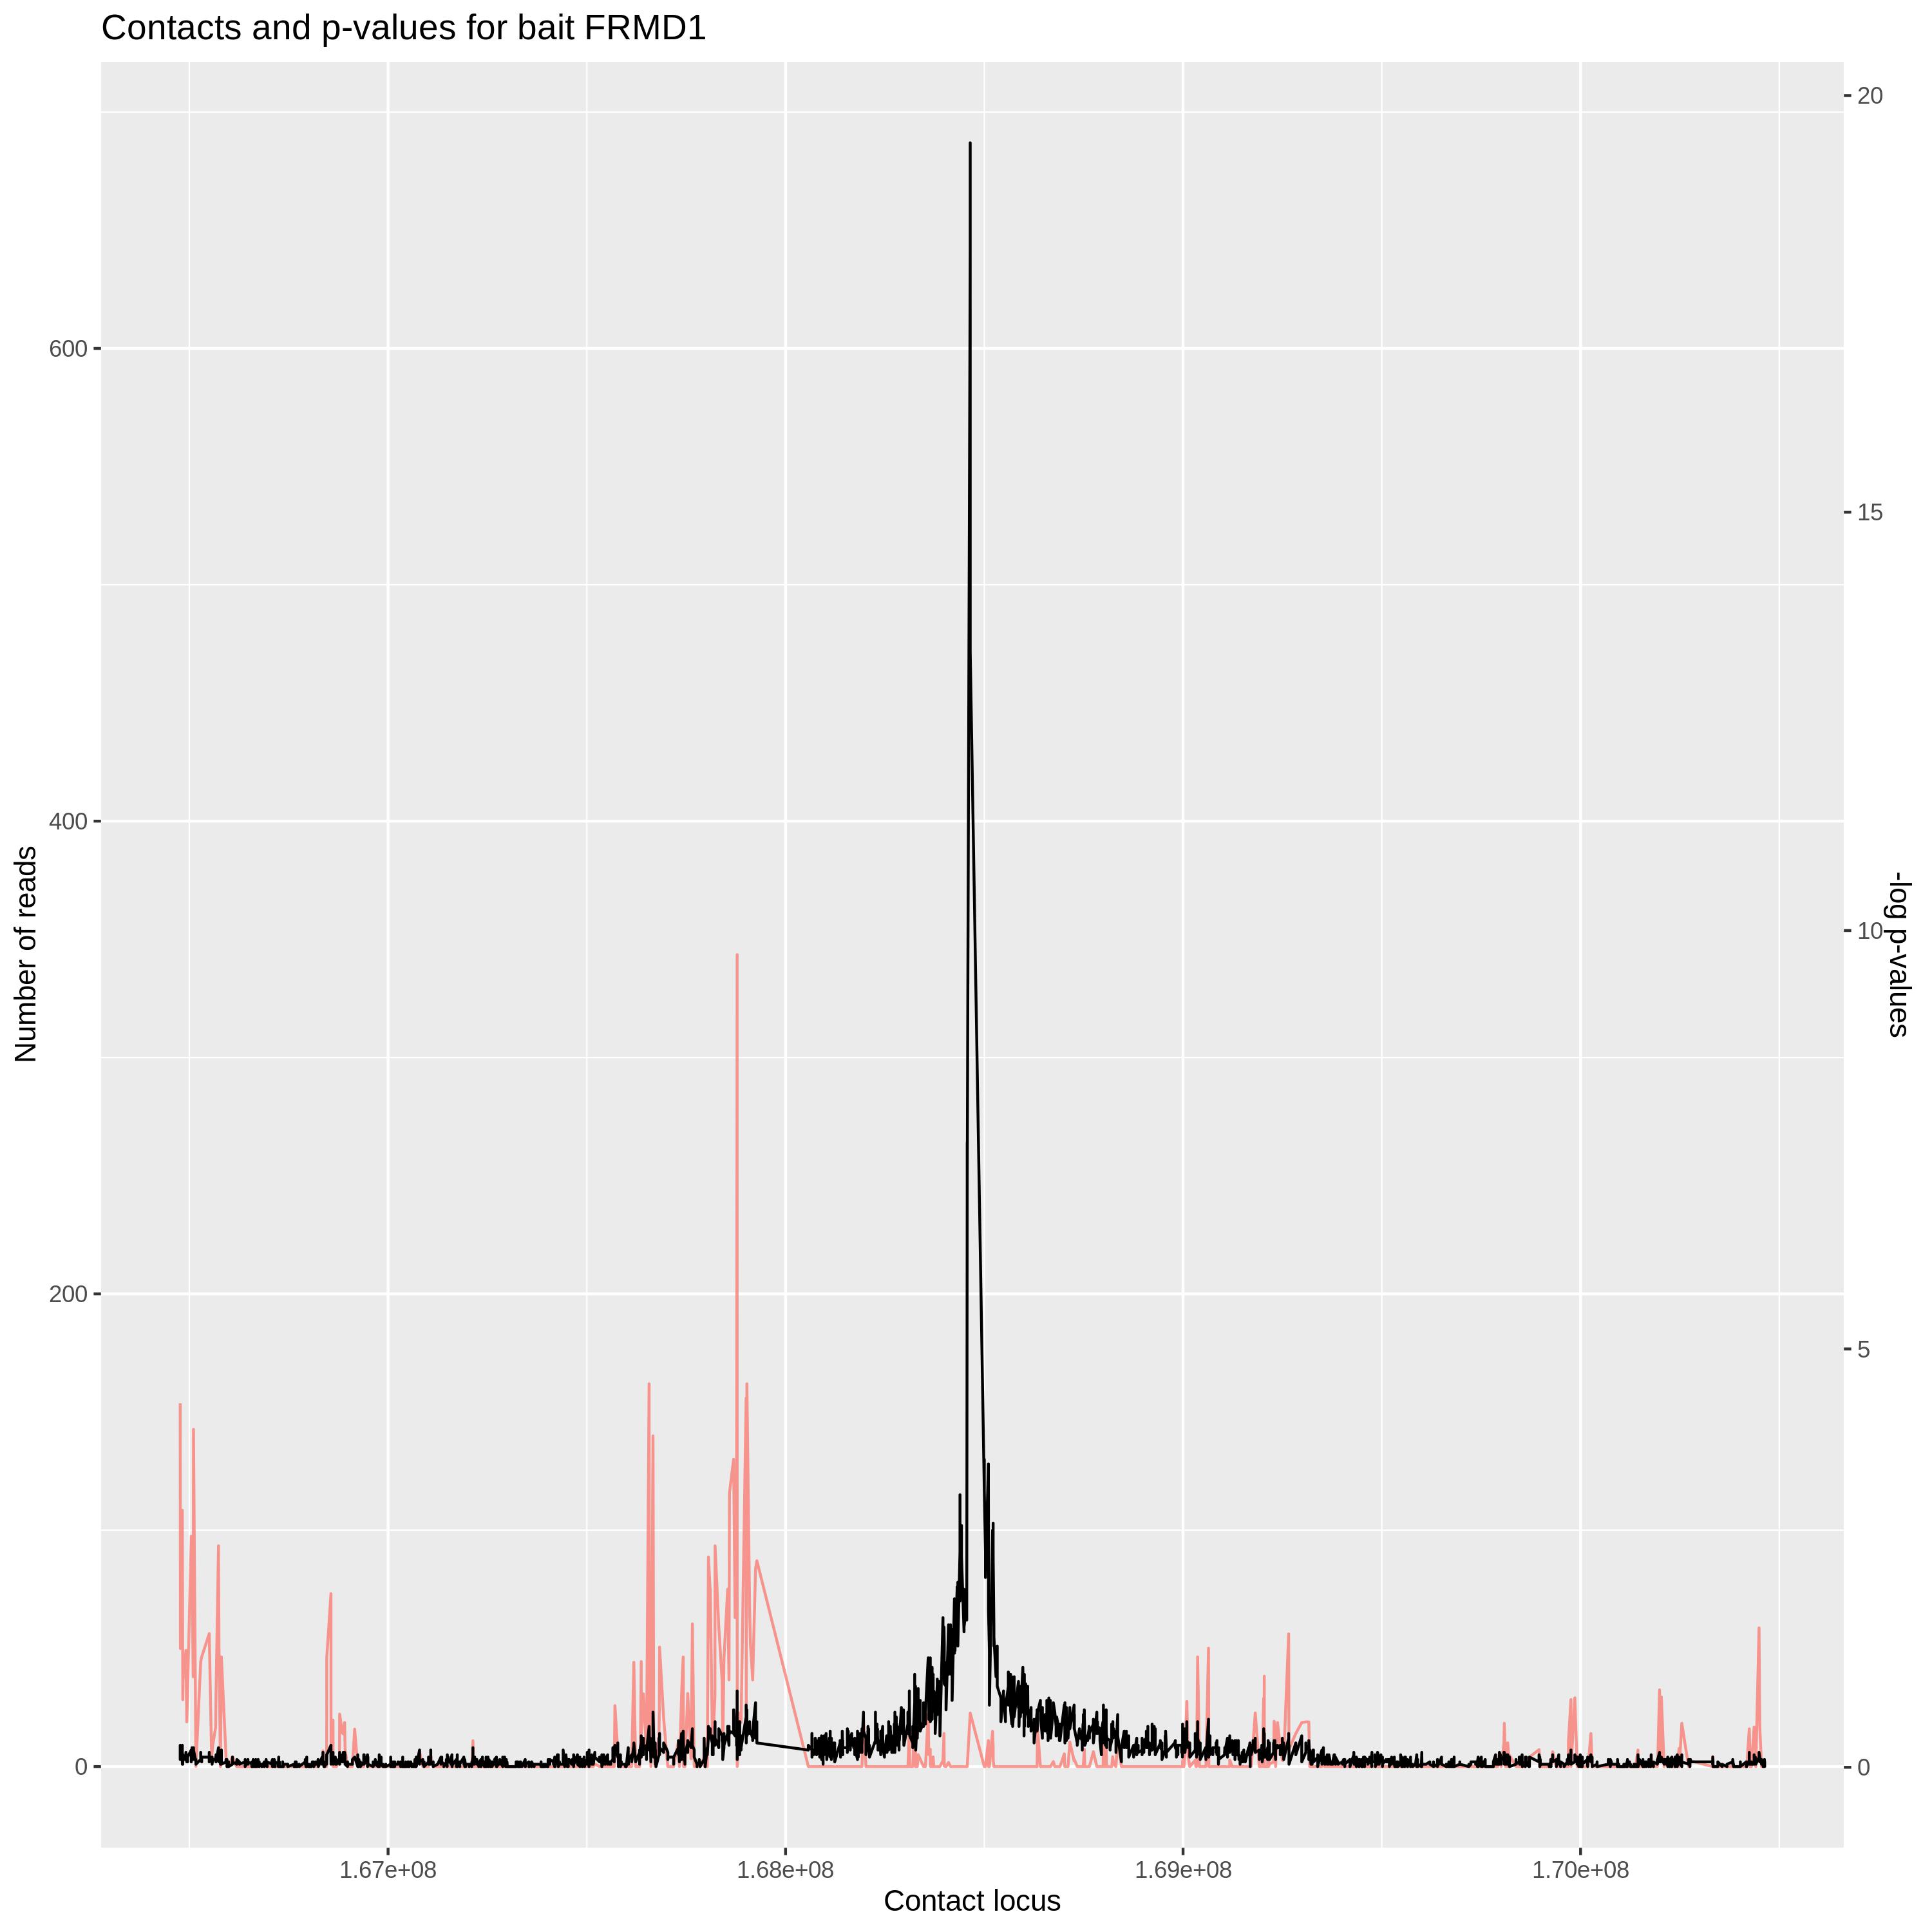 Contacts and p-values for bait FRMD1
20
15
10
5
0
-log p-values
600
400
200
0
Number of reads
1.67e+08
1.68e+08
1.69e+08
1.70e+08
Contact locus